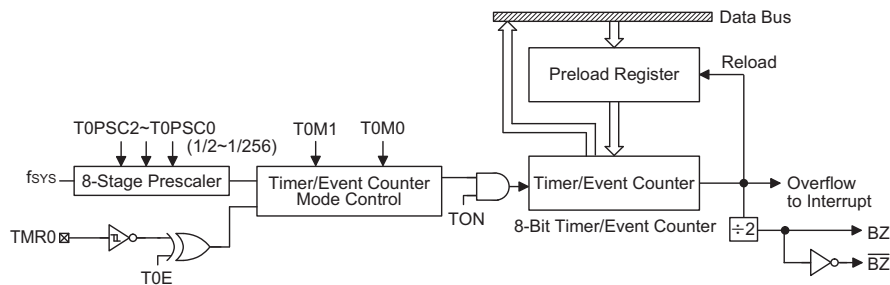 Data Bus
Preload Register
Reload
T0PSC2~T0PSC0
(1/2~1/256)
T0M1
T0M0
fSYS
8-Stage Prescaler
Timer/Event Counter
Mode Control
TON
Timer/Event Counter
8-Bit Timer/Event Counter
Overflow
to Interrupt
TMR0
T0E
÷2
BZ
B̅Z̅